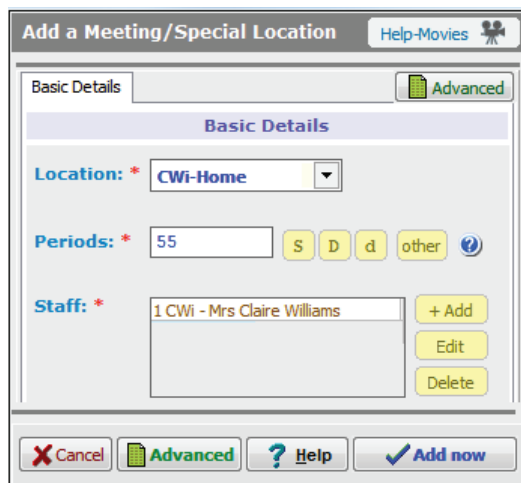 Add a Meeting/Special Location Help-Movies
Basic Details Advanced
Basic Details
Location: * CWi-Home
Periods: * 55 S D d other ?
Staff: * 1 CWi - Mrs Claire Williams + Add
Edit
Delete
Cancel Advanced ? Help Add now